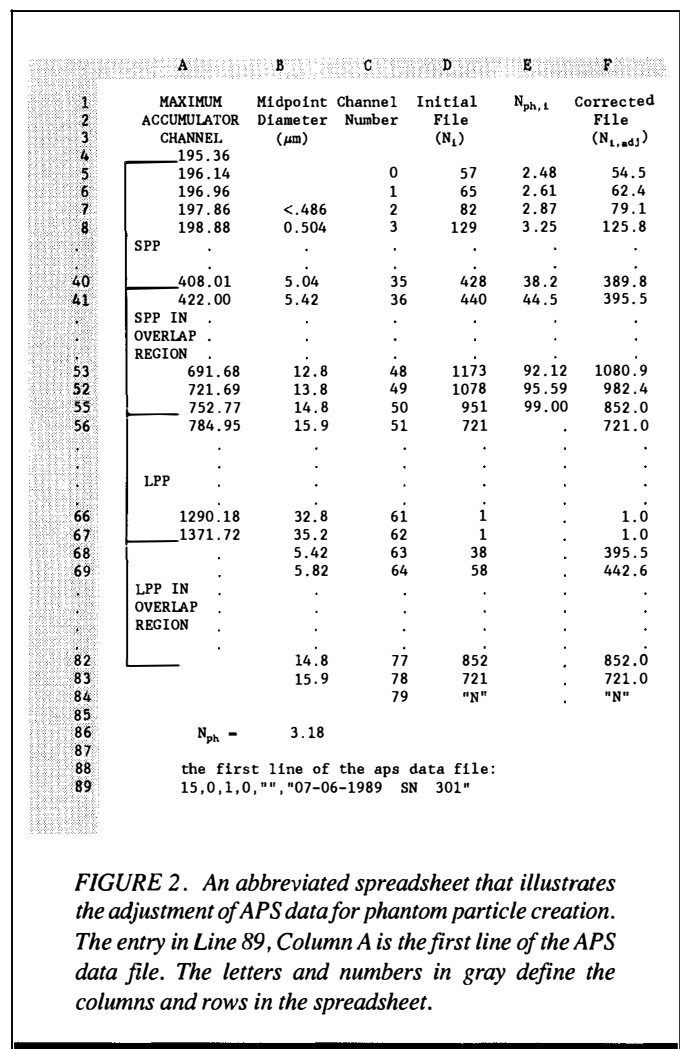 A B C D E F
1 MAXIMUM Midpoint Channel Initial N_ph,i Corrected
2 ACCUMULATOR Diameter Number File File
3 CHANNEL (μm) (N_i) (N_i,adj)
4 195.36
5 196.14 0 57 2.48 54.5
6 196.96 1 65 2.61 62.4
7 197.86 <.486 2 82 2.87 79.1
8 198.88 0.504 3 129 3.25 125.8
. SPP . . . . . .
. . . . . . .
40 408.01 5.04 35 428 38.2 389.8
41 422.00 5.42 36 440 44.5 395.5
. SPP IN . . . . . .
. OVERLAP . . . . . .
. REGION . . . . . .
53 691.68 12.8 48 1173 92.12 1080.9
52 721.69 13.8 49 1078 95.59 982.4
55 752.77 14.8 50 951 99.00 852.0
56 784.95 15.9 51 721 . 721.0
. . . . . . .
. . . . . . .
. LPP . . . . . .
. . . . . . .
66 1290.18 32.8 61 1 . 1.0
67 1371.72 35.2 62 1 . 1.0
68 . 5.42 63 38 . 395.5
69 . 5.82 64 58 . 442.6
. LPP IN . . . . . .
. OVERLAP . . . . . .
. REGION . . . . . .
. . . . . . .
82 14.8 77 852 . 852.0
83 15.9 78 721 . 721.0
84 79 "N" . "N"
85
86 N_ph = 3.18
87
88 the first line of the aps data file:
89 15,0,1,0,"","07-06-1989 SN 301"
FIGURE 2. An abbreviated spreadsheet that illustrates
the adjustment of APS data for phantom particle creation.
The entry in Line 89, Column A is the first line of the APS
data file. The letters and numbers in gray define the
columns and rows in the spreadsheet.